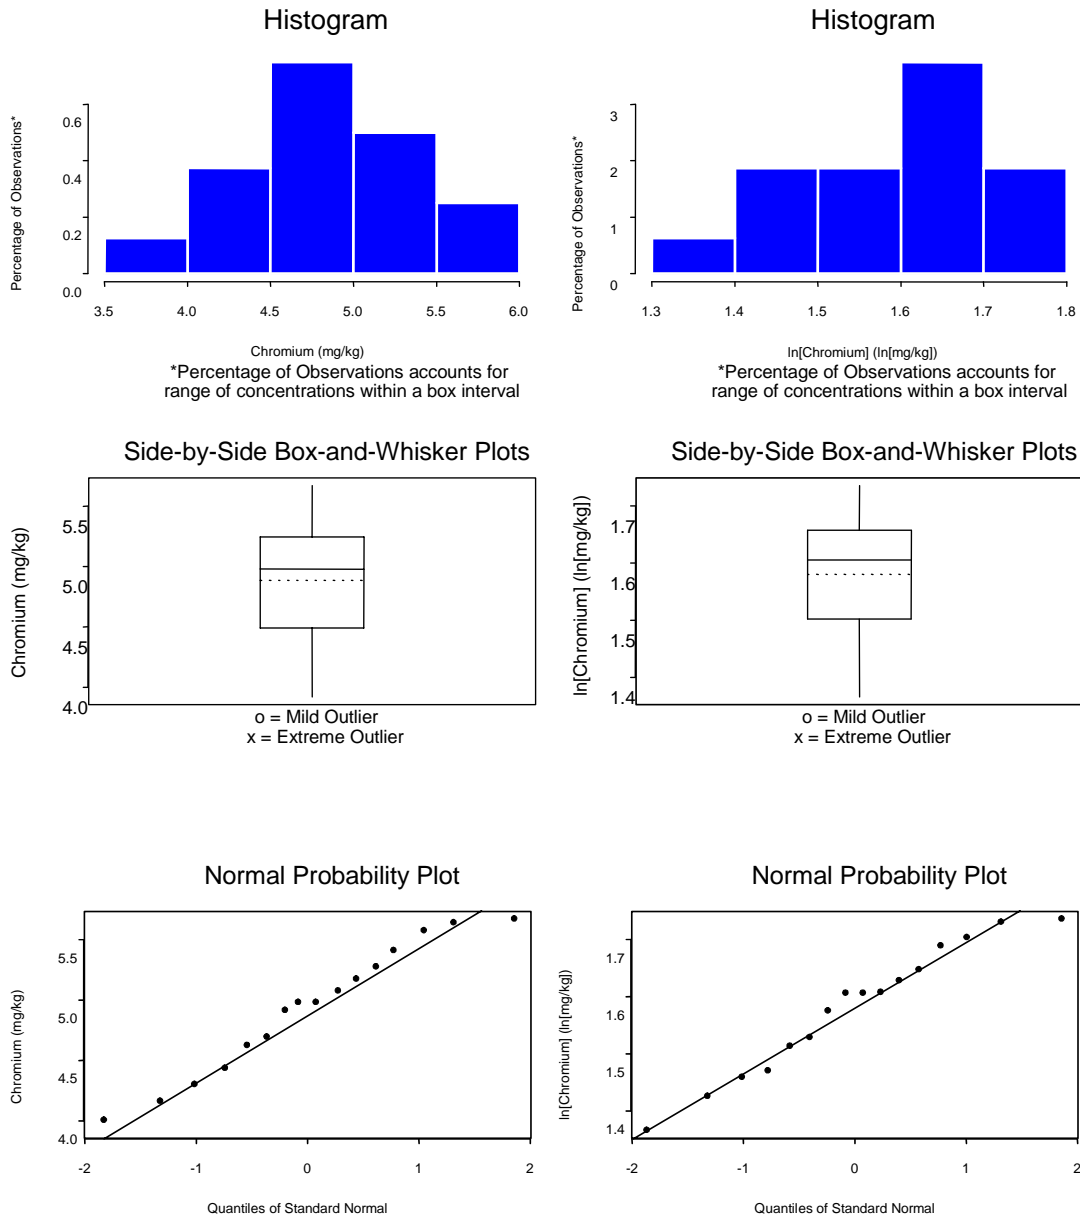 Histogram
Percentage of Observations*
0.6
0.4
0.2
0.0
3.5 4.0 4.5 5.0 5.5 6.0
Chromium (mg/kg)
*Percentage of Observations accounts for
range of concentrations within a box interval
Histogram
Percentage of Observations*
3
2
1
0
1.3 1.4 1.5 1.6 1.7 1.8
ln[Chromium] (ln[mg/kg])
*Percentage of Observations accounts for
range of concentrations within a box interval
Side-by-Side Box-and-Whisker Plots
Chromium (mg/kg)
5.5
5.0
4.5
4.0
o = Mild Outlier
x = Extreme Outlier
Side-by-Side Box-and-Whisker Plots
ln[Chromium] (ln[mg/kg])
1.7
1.6
1.5
1.4
o = Mild Outlier
x = Extreme Outlier
Normal Probability Plot
Chromium (mg/kg)
5.5
5.0
4.5
4.0
-2 -1 0 1 2
Quantiles of Standard Normal
Normal Probability Plot
ln[Chromium] (ln[mg/kg])
1.7
1.6
1.5
1.4
-2 -1 0 1 2
Quantiles of Standard Normal